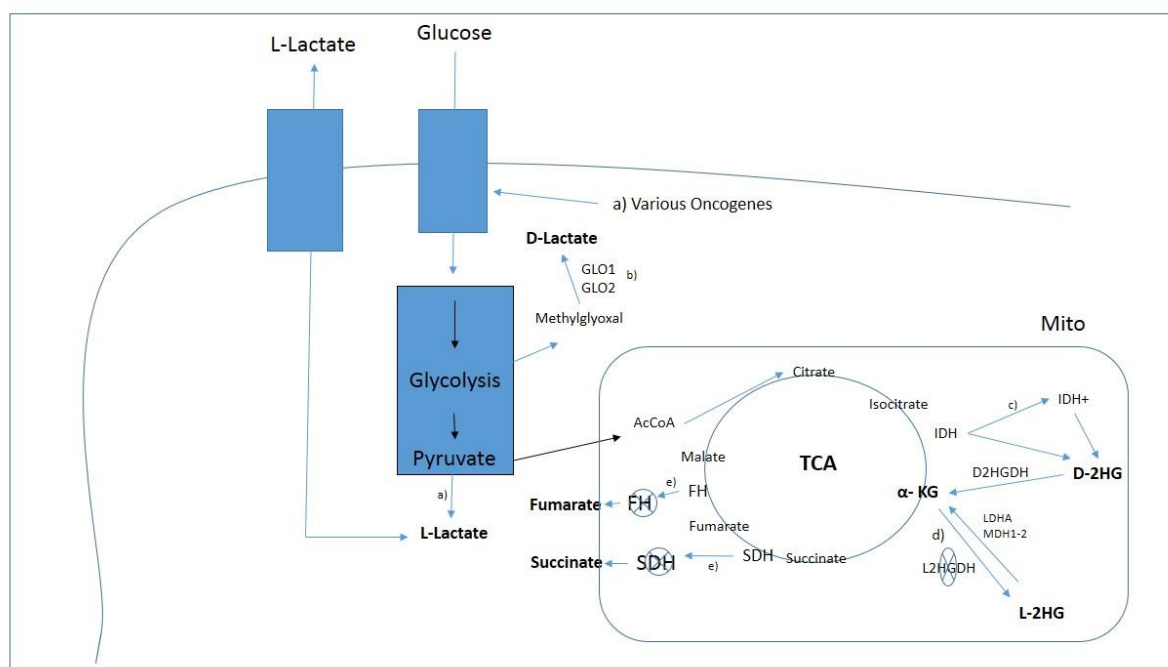 L-Lactate
Glucose
a) Various Oncogenes
D-Lactate
GLO1
GLO2
b)
Methylglyoxal
Glycolysis
Pyruvate
a)
L-Lactate
Mito
Citrate
Isocitrate
c)
IDH+
IDH
AcCoA
Malate
TCA
D2HGDH
D-2HG
α- KG
Fumarate
FH
e)
FH
LDHA
MDH1-2
Fumarate
d)
Succinate
SDH
e)
SDH
Succinate
L2HGDH
L-2HG